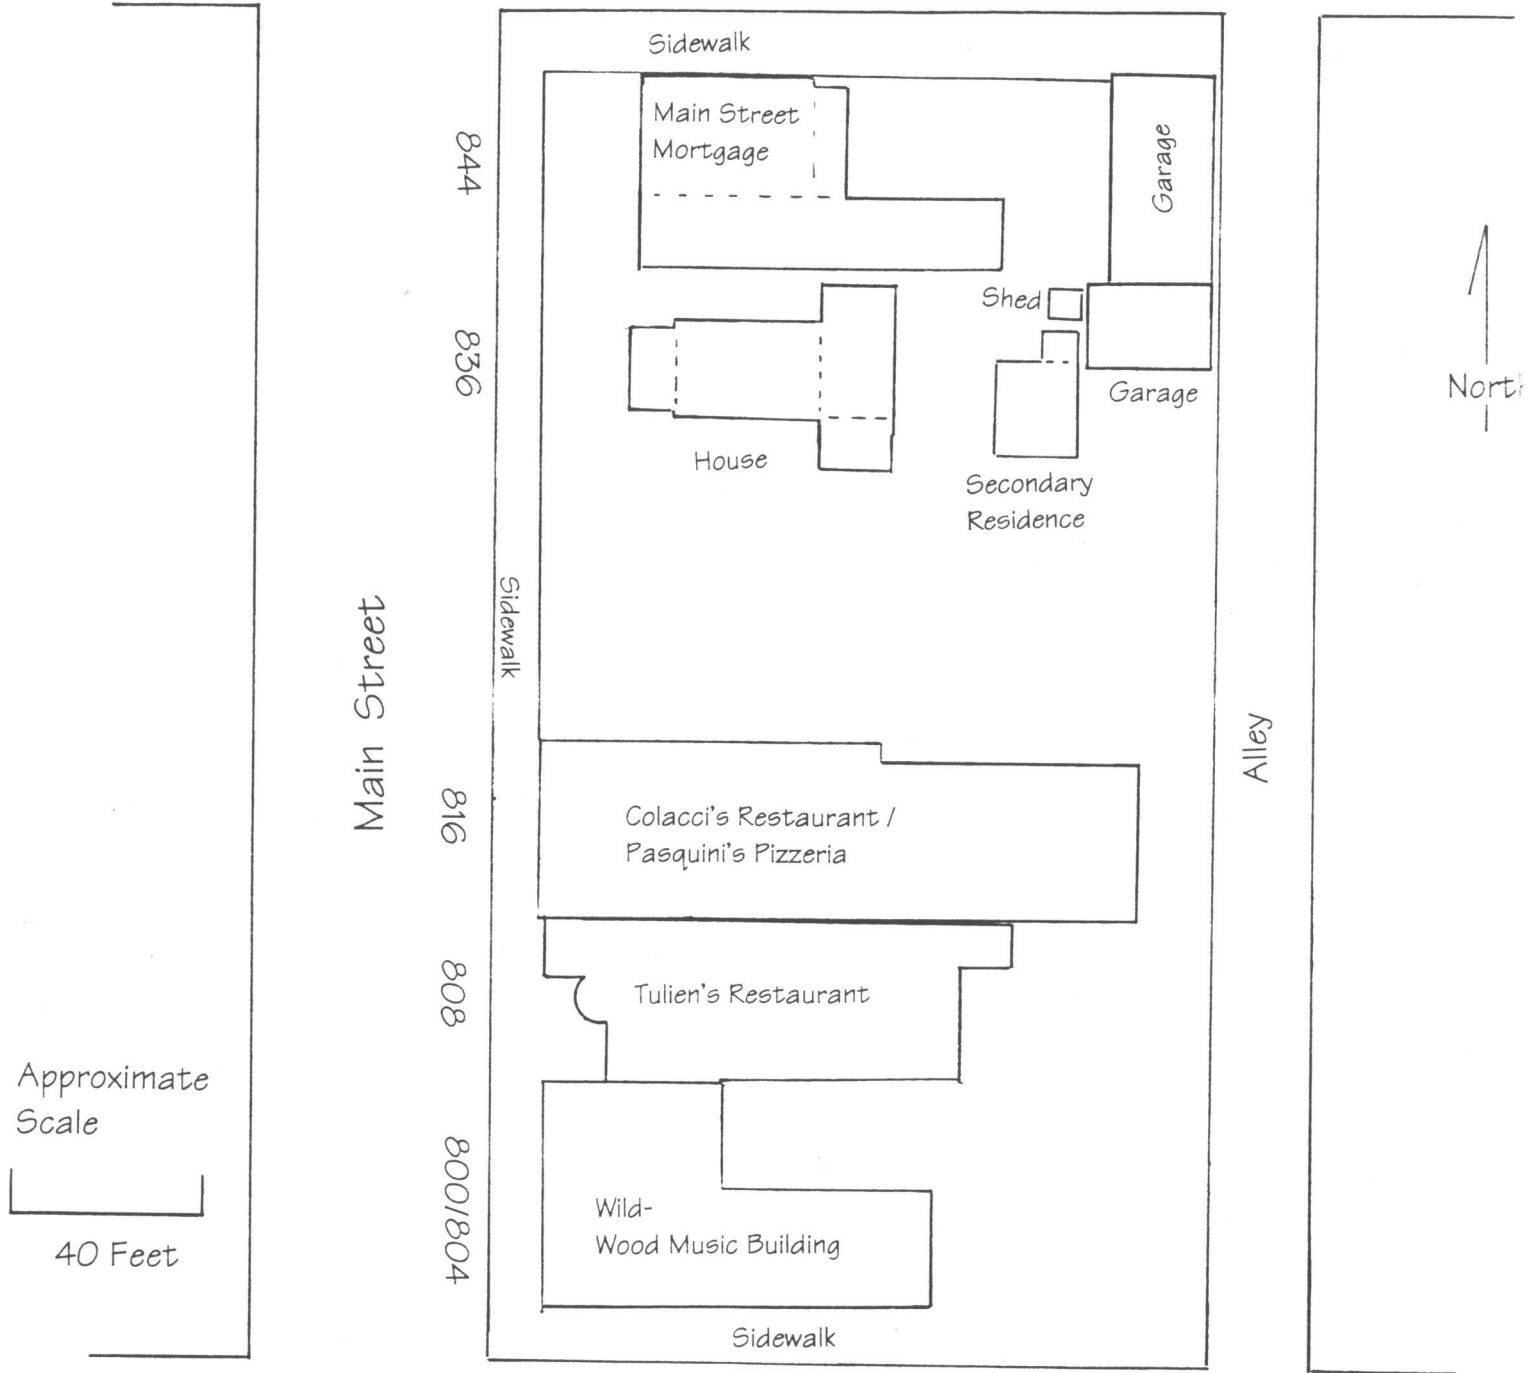 Sidewalk
Main Street
Mortgage
844
Garage
Shed
836
Garage
North
House
Secondary
Residence
Sidewalk
Main Street
Alley
816
Colacci's Restaurant /
Pasquini's Pizzeria
808
Tulien's Restaurant
Approximate
Scale
40 Feet
800/804
Wild-
Wood Music Building
Sidewalk